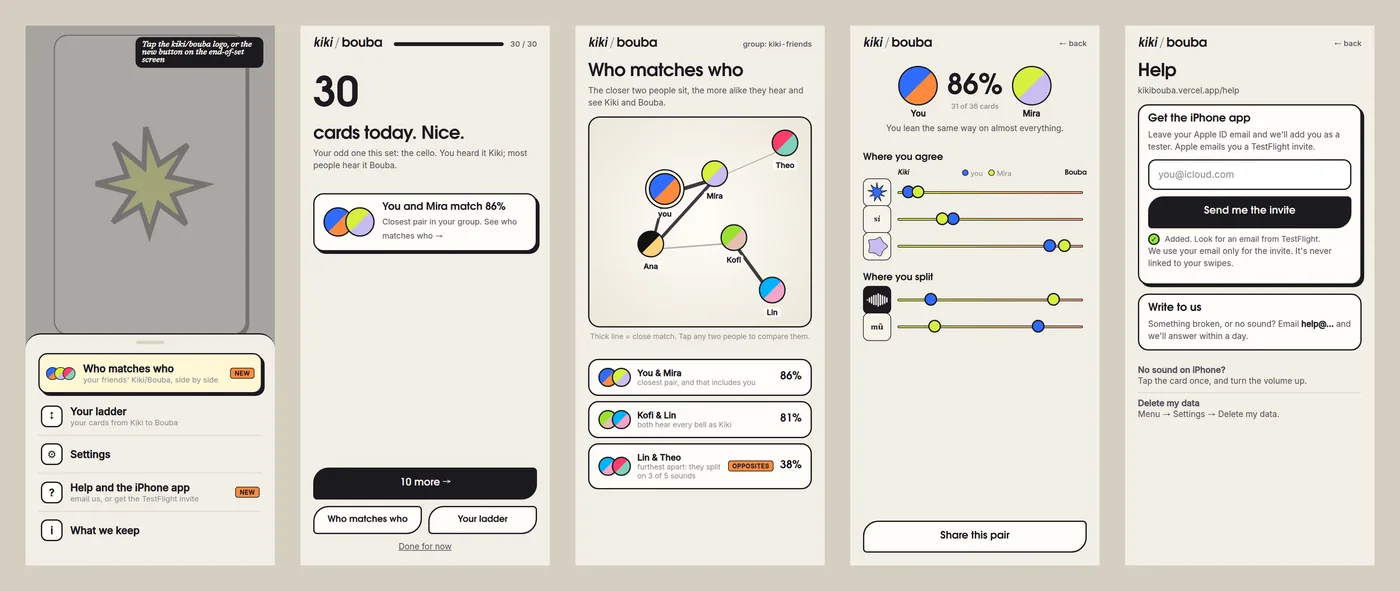 Tap the kiki/bouba logo, or the
new button on the end-of-set
screen
Who matches who
your friends' Kiki/Bouba, side by side
NEW
Your ladder
your cards from Kiki to Bouba
Settings
?
Help and the iPhone app
email us, or get the TestFlight invite
NEW
i
What we keep
kiki / bouba
30 / 30
30
cards today. Nice.
Your odd one this set: the cello. You heard it Kiki; most
people hear it Bouba.
You and Mira match 86%
Closest pair in your group. See who
matches who →
10 more →
Who matches who
Your ladder
Done for now
kiki / bouba
group: kiki-friends
Who matches who
The closer two people sit, the more alike they hear and
see Kiki and Bouba.
Theo
Mira
you
Kofi
Ana
Lin
Thick line = close match. Tap any two people to compare them.
You & Mira
closest pair, and that includes you
86%
Kofi & Lin
both hear every bell as Kiki
81%
Lin & Theo
furthest apart: they split
on 3 of 5 sounds
OPPOSITES
38%
kiki / bouba
← back
86%
31 of 36 cards
You
Mira
You lean the same way on almost everything.
Where you agree
Kiki
you
Mira
Bouba
sí
Where you split
mū
Share this pair
kiki / bouba
← back
Help
kikibouba.vercel.app/help
Get the iPhone app
Leave your Apple ID email and we'll add you as a
tester. Apple emails you a TestFlight invite.
you@icloud.com
Send me the invite
Added. Look for an email from TestFlight.
We use your email only for the invite. It's never
linked to your swipes.
Write to us
Something broken, or no sound? Email help@... and
we'll answer within a day.
No sound on iPhone?
Tap the card once, and turn the volume up.
Delete my data
Menu → Settings → Delete my data.